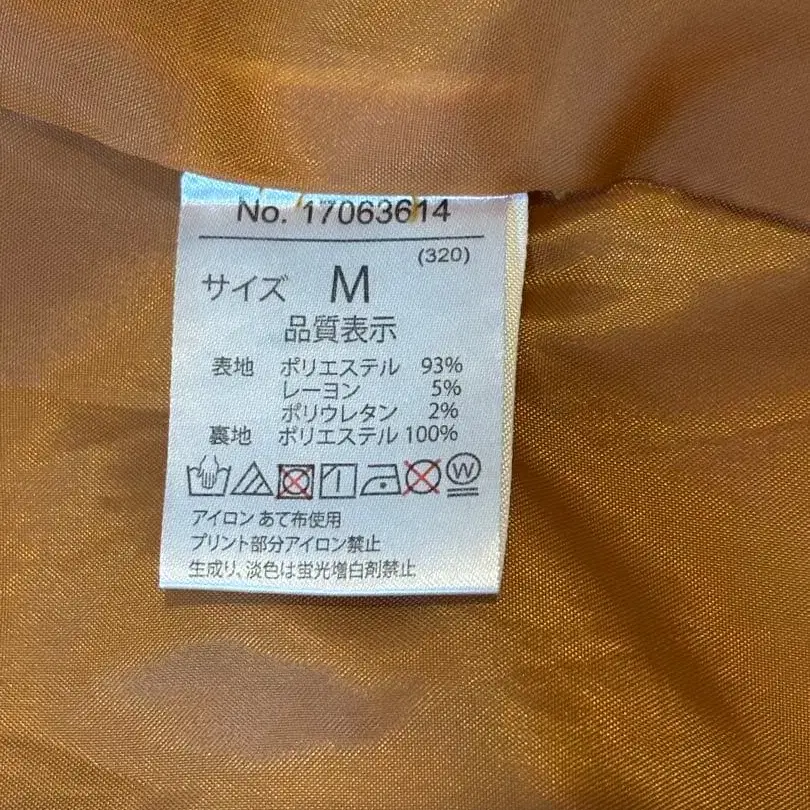 No. 17063614
(320)
サイズ M
品質表示
表地 ポリエステル 93%
レーヨン 5%
ポリウレタン 2%
裏地 ポリエステル 100%
W
アイロン あて布使用
プリント部分アイロン禁止
生成り、淡色は蛍光増白剤禁止